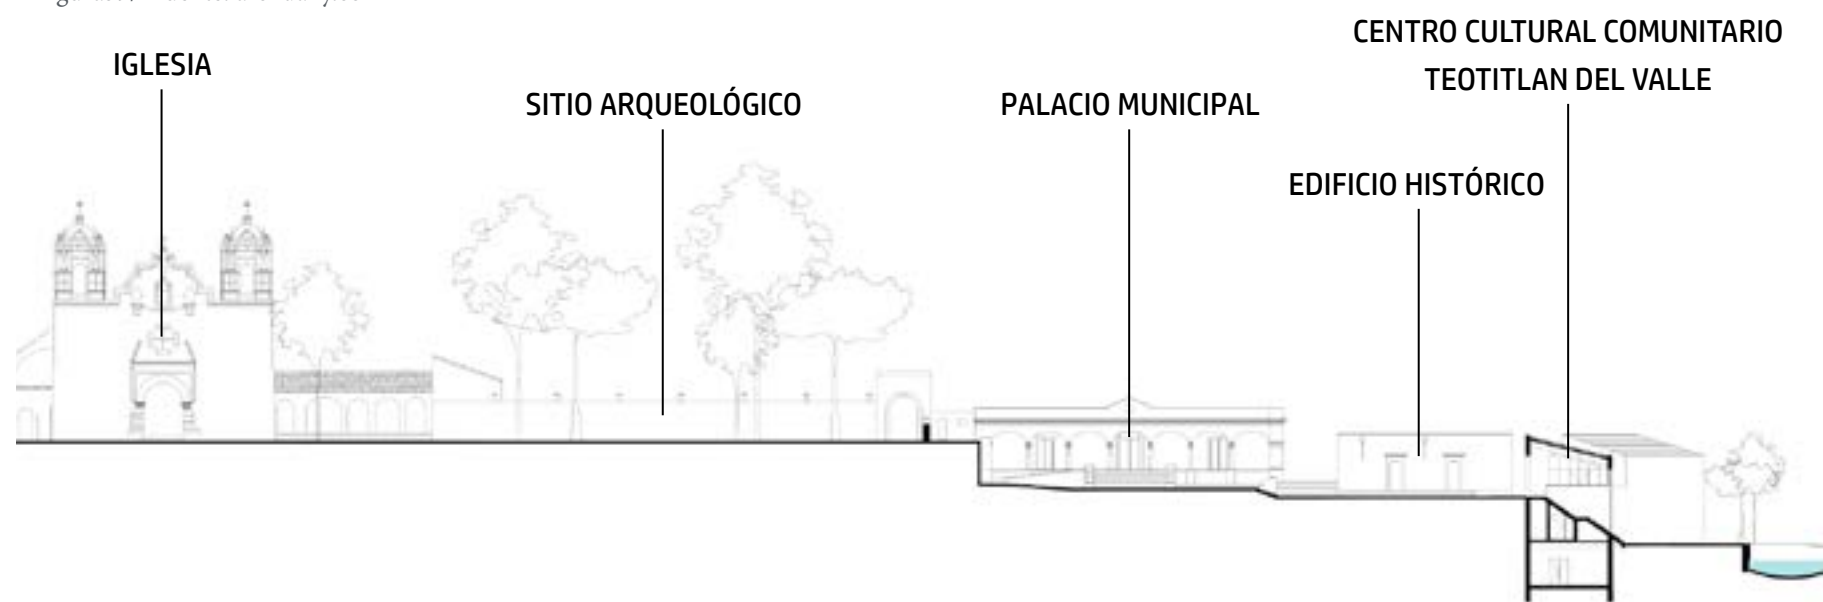 IGLESIA
SITIO ARQUEOLÓGICO
PALACIO MUNICIPAL
CENTRO CULTURAL COMUNITARIO
TEOTITLAN DEL VALLE
EDIFICIO HISTÓRICO